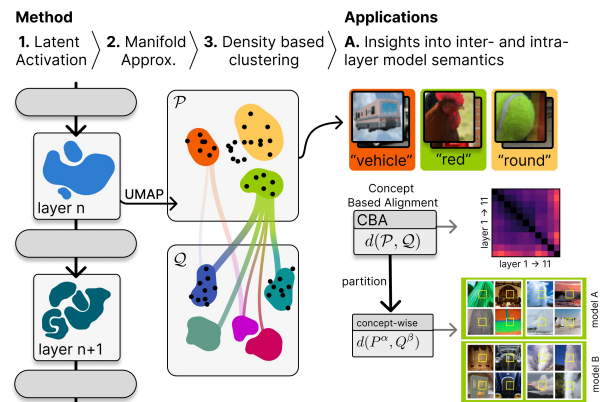 Method
1. Latent Activation
2. Manifold Approx.
3. Density based clustering
Applications
A. Insights into inter- and intra-
layer model semantics
layer n
UMAP
layer n+1
𝒫
𝒬
"vehicle"
"red"
"round"
Concept
Based Alignment
CBA
d(𝒫, 𝒬)
layer 1 → 11
layer 1 → 11
partition
concept-wise
d(P^α, Q^β)
model A
model B